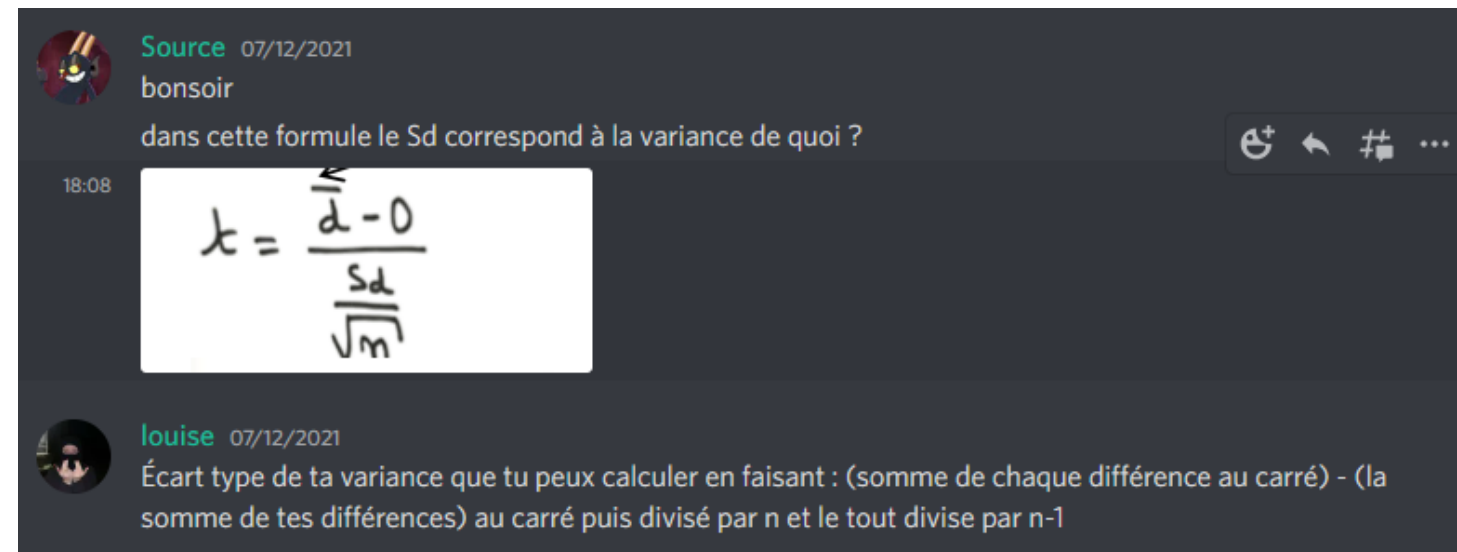 Source 07/12/2021
bonsoir
dans cette formule le Sd correspond à la variance de quoi ?
18:08
t = d̅ - 0
Sd
√n
louise 07/12/2021
Écart type de ta variance que tu peux calculer en faisant : (somme de chaque différence au carré) - (la
somme de tes différences) au carré puis divisé par n et le tout divise par n-1